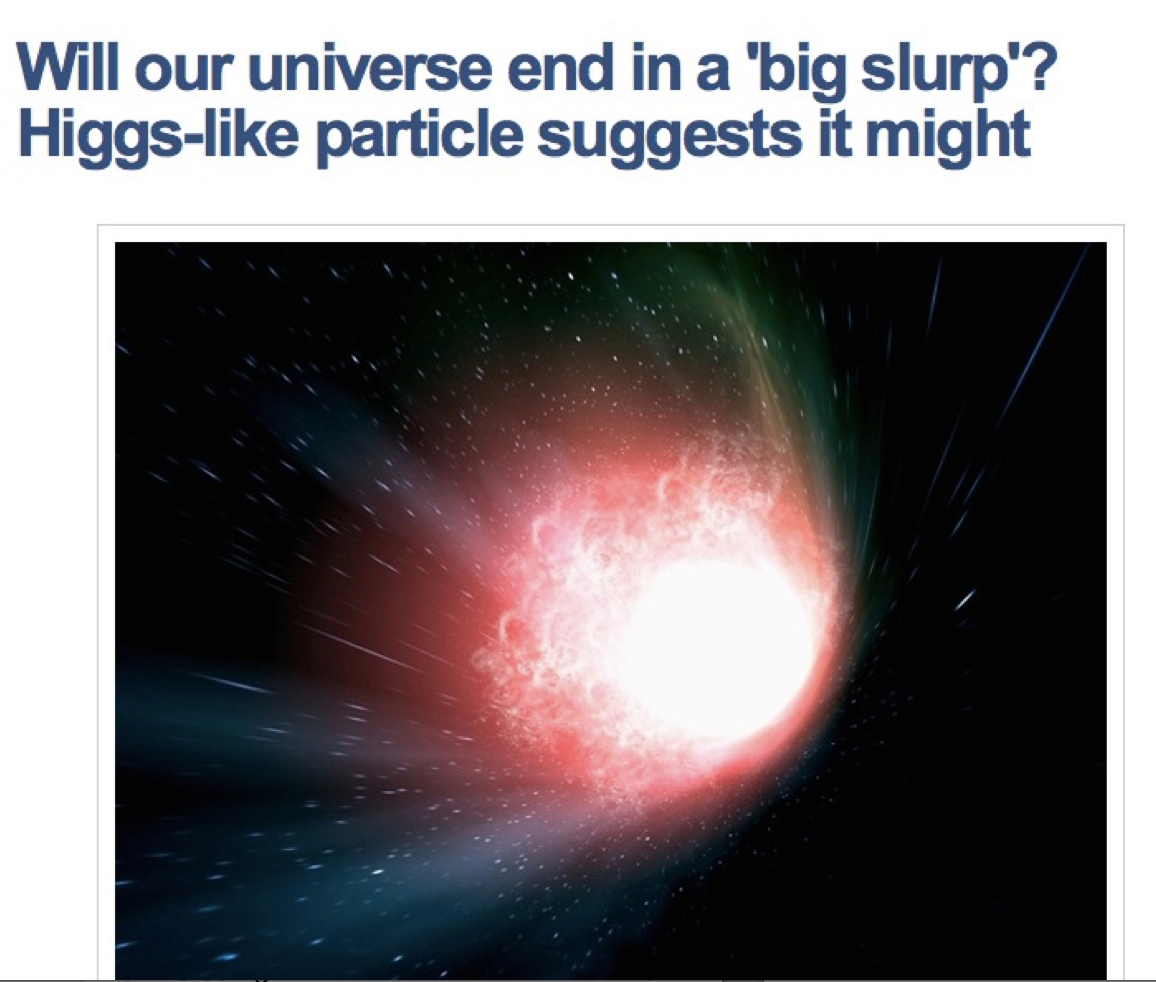 Will our universe end in a 'big slurp'?
Higgs-like particle suggests it might